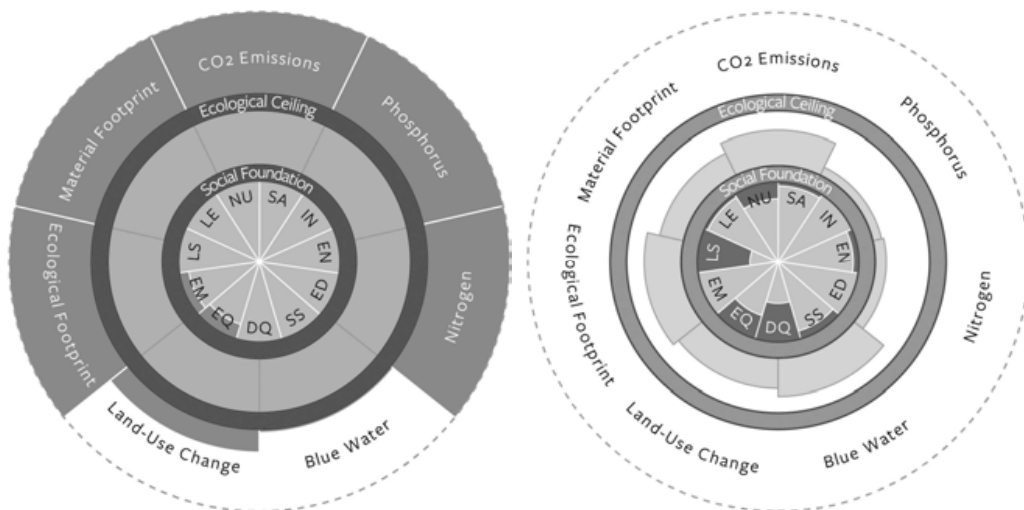 CO2 Emissions
Phosphorus
Nitrogen
Blue Water
Land-Use Change
Ecological Footprint
Material Footprint
Ecological Ceiling
Social Foundation
SA
IN
EN
ED
SS
DQ
EQ
EM
LS
LE
NU
CO2 Emissions
Phosphorus
Nitrogen
Blue Water
Land-Use Change
Ecological Footprint
Material Footprint
Ecological Ceiling
Social Foundation
SA
IN
EN
ED
SS
DQ
EQ
EM
LS
LE
NU